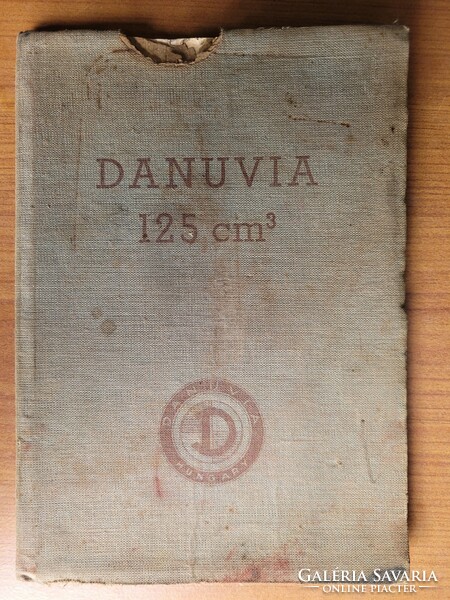 DANUVIA
125 cm³
DANUVIA
D
HUNGARY
GALÉRIA SAVARIA
ONLINE PIACTÉR